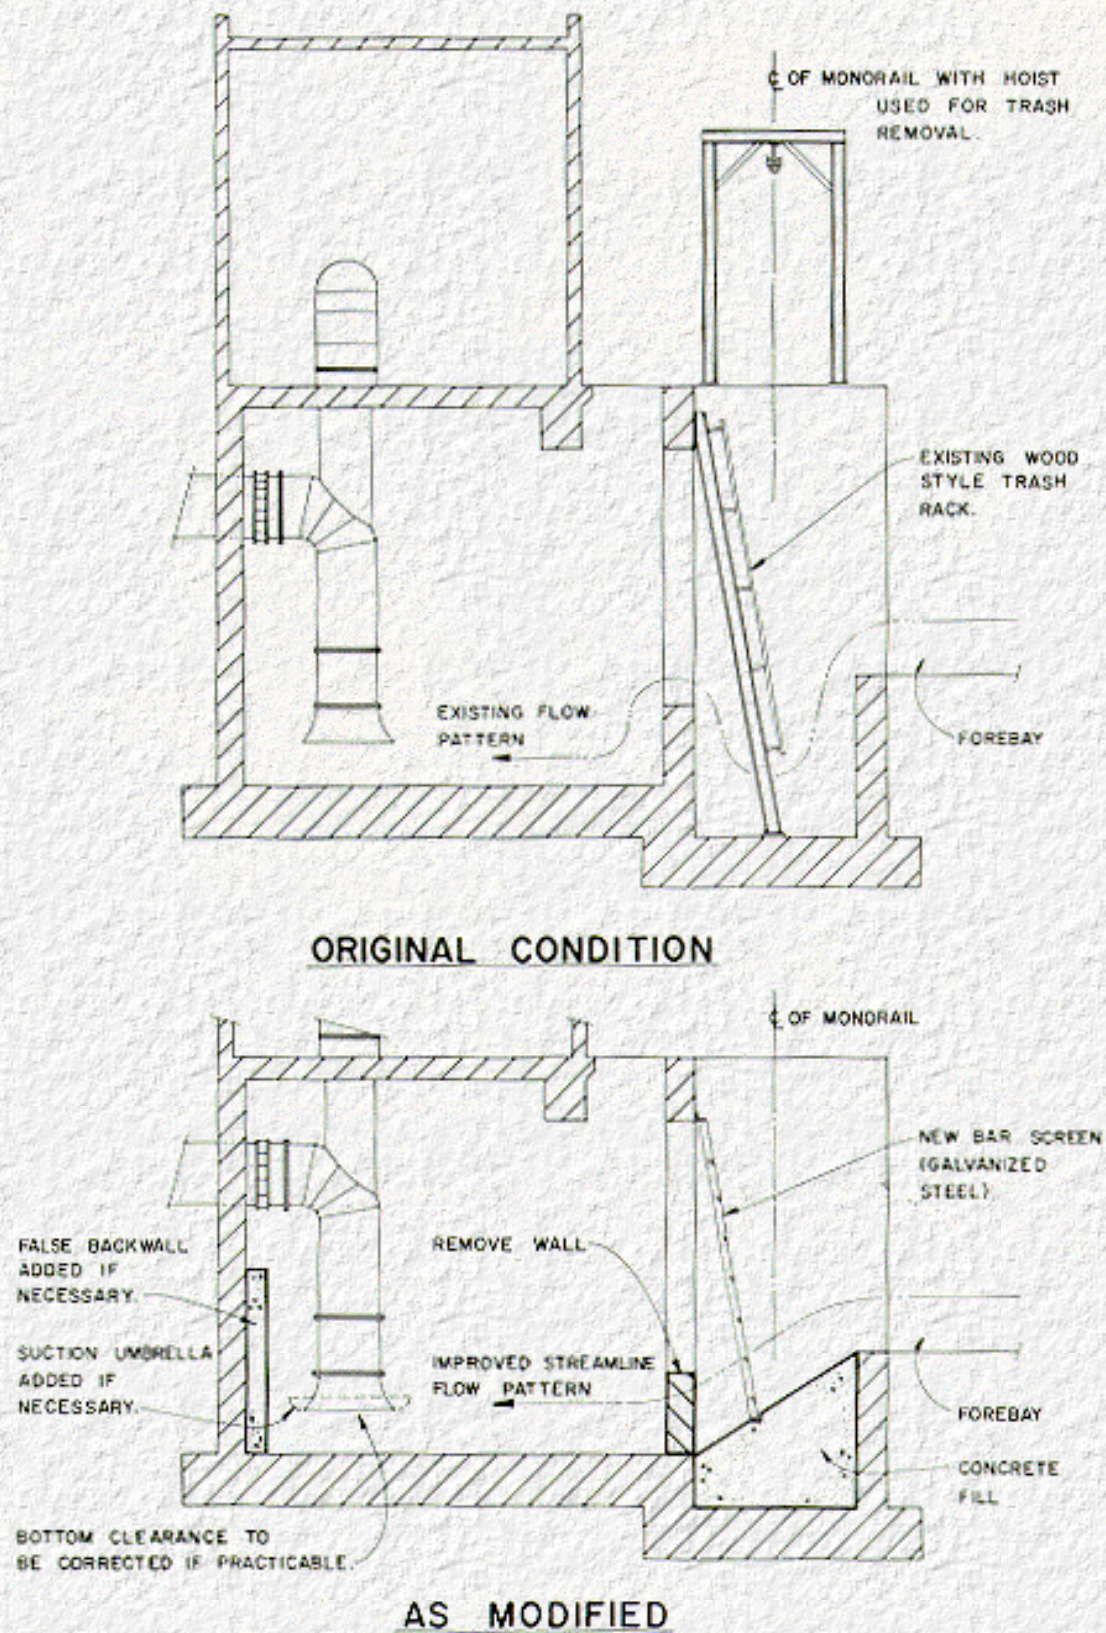 ℄ OF MONORAIL WITH HOIST
USED FOR TRASH
REMOVAL.
EXISTING WOOD
STYLE TRASH
RACK.
EXISTING FLOW
PATTERN
FOREBAY
ORIGINAL CONDITION
℄ OF MONORAIL
NEW BAR SCREEN
(GALVANIZED
STEEL)
FALSE BACKWALL
ADDED IF
NECESSARY.
REMOVE WALL
SUCTION UMBRELLA
ADDED IF
NECESSARY.
IMPROVED STREAMLINE
FLOW PATTERN
FOREBAY
CONCRETE
FILL
BOTTOM CLEARANCE TO
BE CORRECTED IF PRACTICABLE.
AS MODIFIED